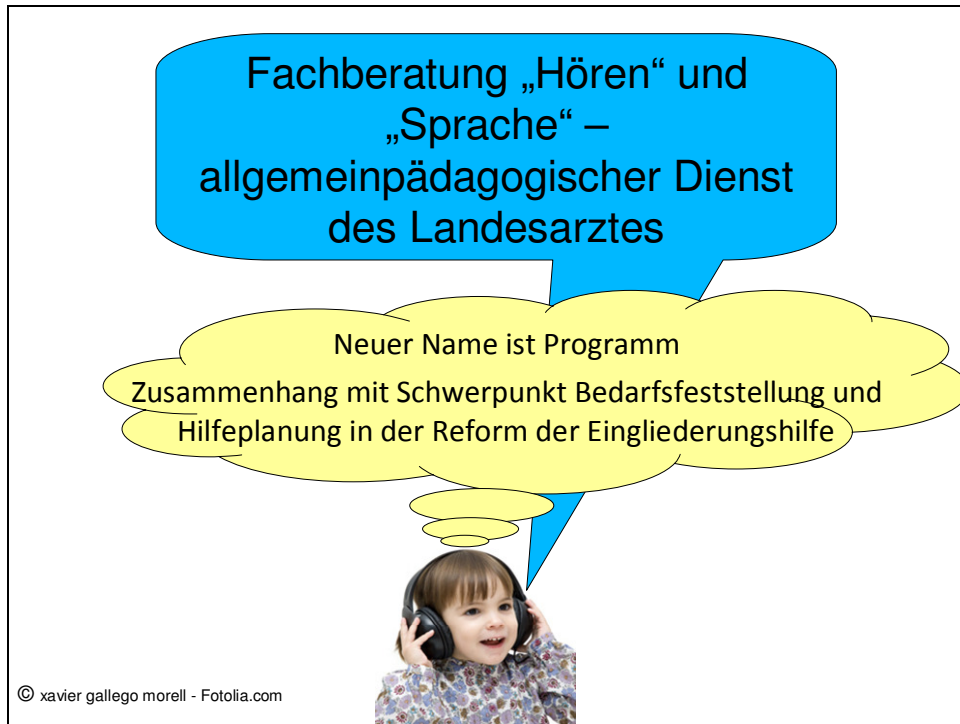 Fachberatung „Hören“ und
„Sprache“ –
allgemeinpädagogischer Dienst
des Landesarztes
Neuer Name ist Programm
Zusammenhang mit Schwerpunkt Bedarfsfeststellung und
Hilfeplanung in der Reform der Eingliederungshilfe
© xavier gallego morell - Fotolia.com